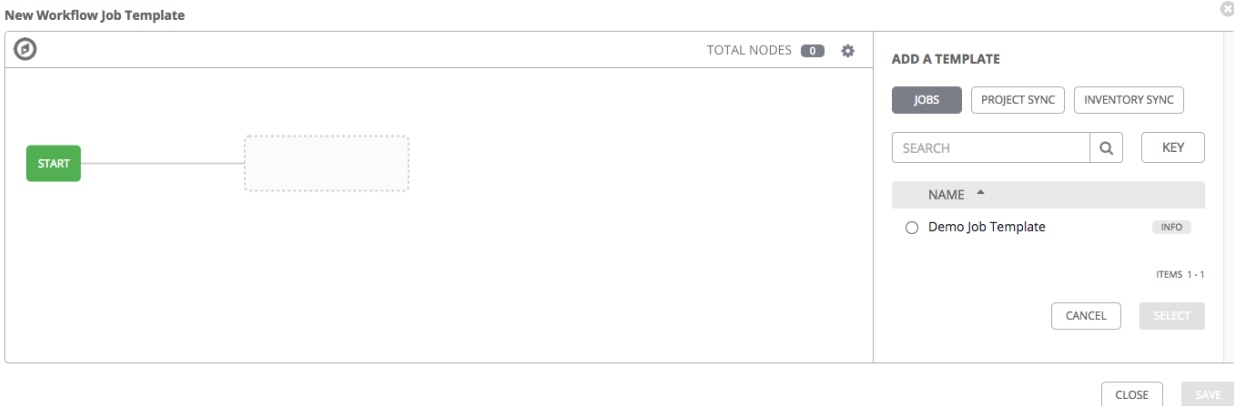 New Workflow Job Template
TOTAL NODES 0
START
ADD A TEMPLATE
JOBS PROJECT SYNC INVENTORY SYNC
SEARCH KEY
NAME
Demo Job Template INFO
ITEMS 1 - 1
CANCEL SELECT
CLOSE SAVE